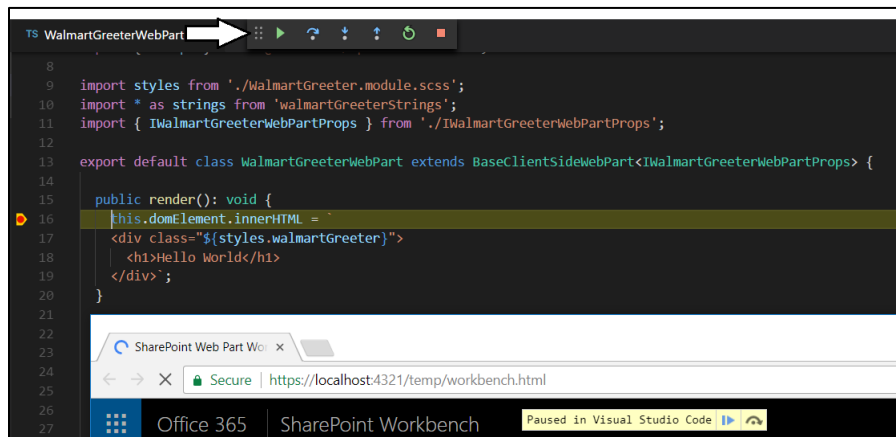 TS WalmartGreeterWebPart
8
9 import styles from './WalmartGreeter.module.scss';
10 import * as strings from 'walmartGreeterStrings';
11 import { IWalmartGreeterWebPartProps } from './IWalmartGreeterWebPartProps';
12
13 export default class WalmartGreeterWebPart extends BaseClientSideWebPart<IWalmartGreeterWebPartProps> {
14
15 public render(): void {
16 this.domElement.innerHTML = `
17 <div class="${styles.walmartGreeter}">
18 <h1>Hello World</h1>
19 </div>`;
20 }
21
22
23 SharePoint Web Part Wor
24
25 Secure https://localhost:4321/temp/workbench.html
26
27 Office 365 SharePoint Workbench Paused in Visual Studio Code